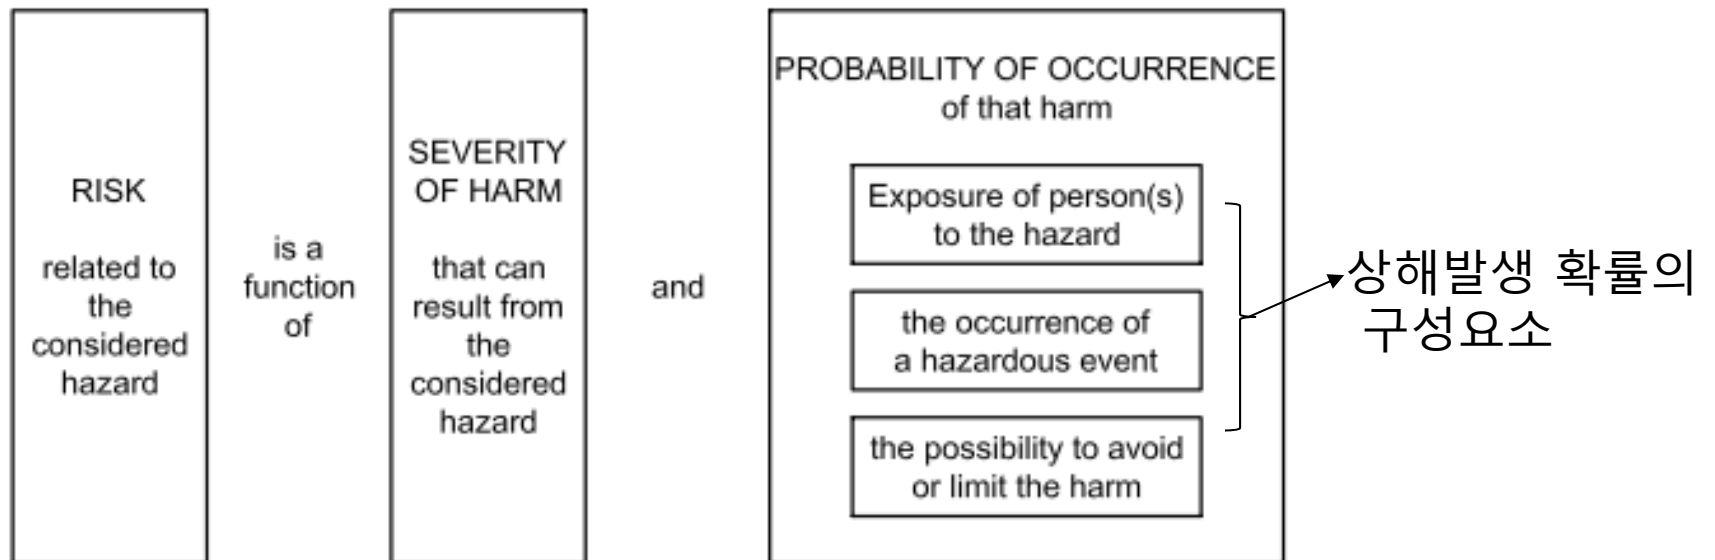 RISK
related to
the
considered
hazard
is a
function
of
SEVERITY
OF HARM
that can
result from
the
considered
hazard
and
PROBABILITY OF OCCURRENCE
of that harm
Exposure of person(s)
to the hazard
the occurrence of
a hazardous event
the possibility to avoid
or limit the harm
상해발생 확률의
구성요소